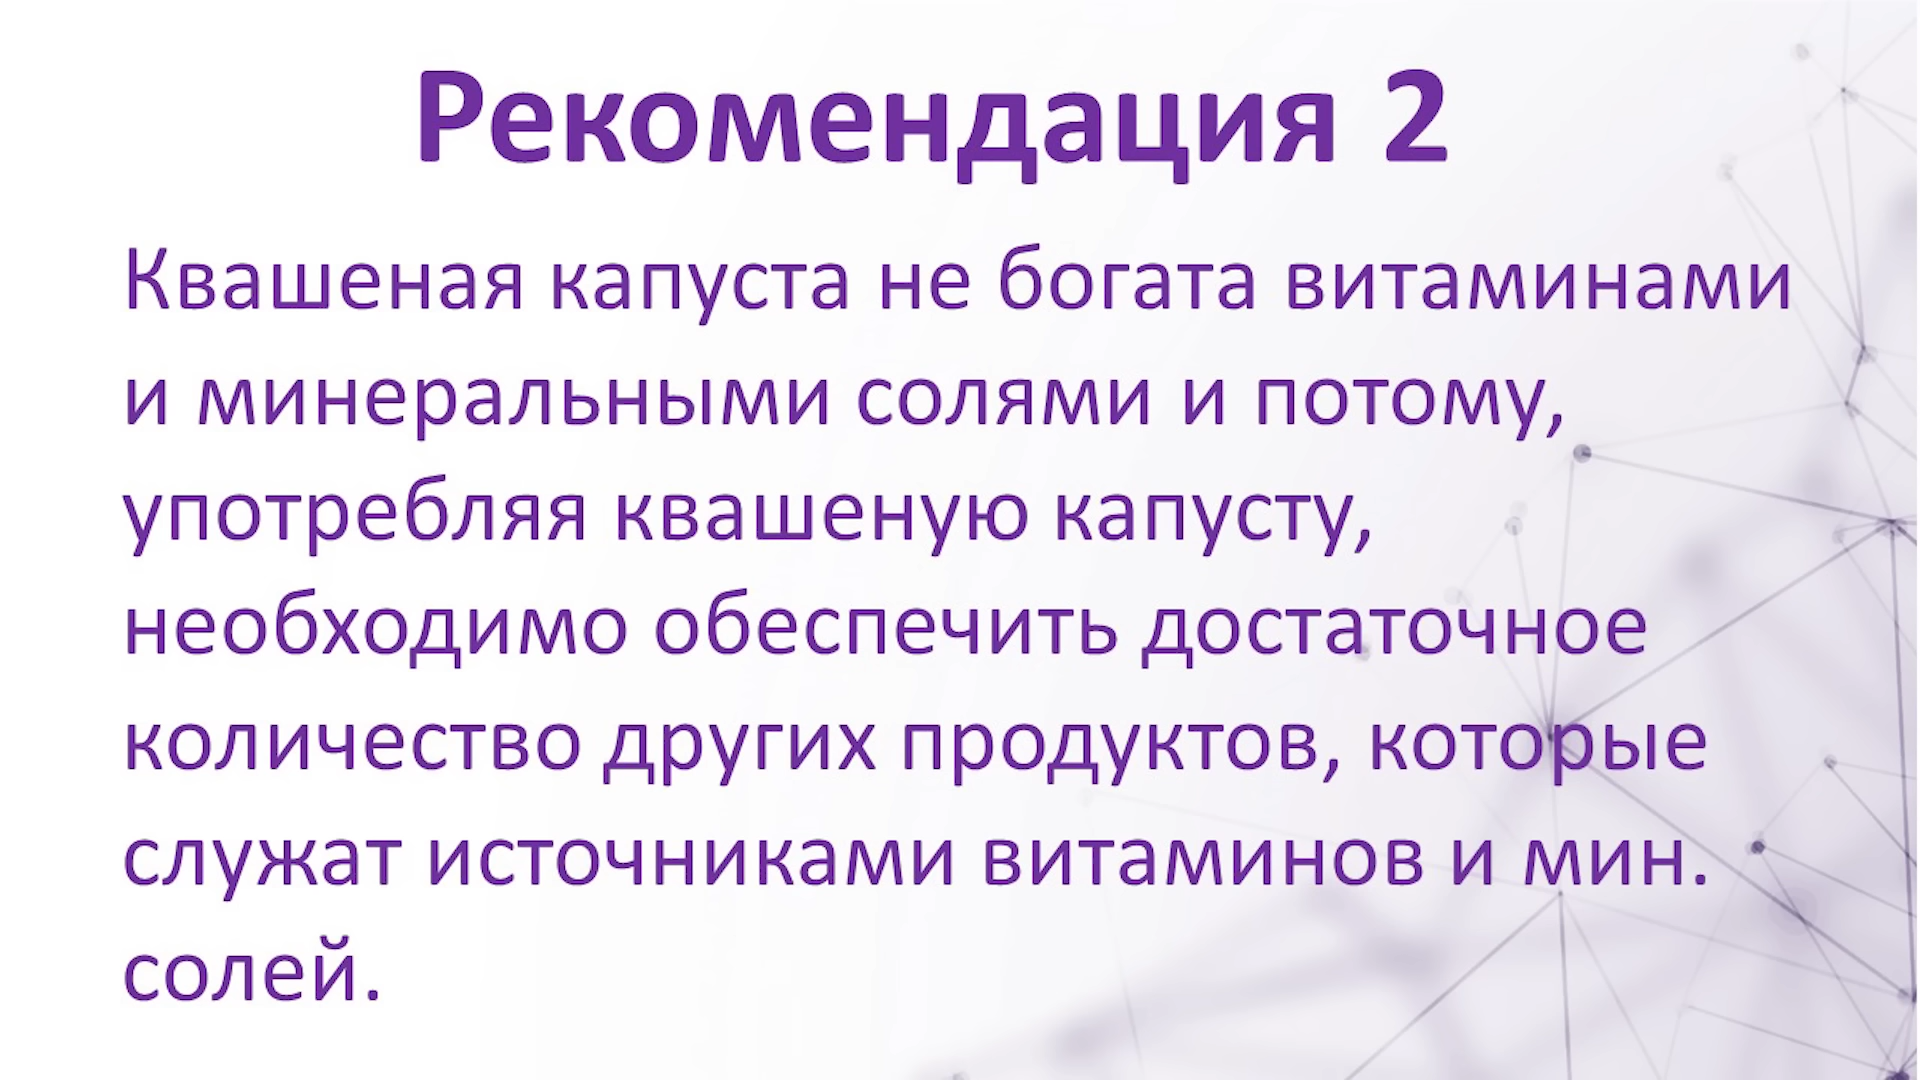 Рекомендация 2
Квашеная капуста не богата витаминами
и минеральными солями и потому,
употребляя квашеную капусту,
необходимо обеспечить достаточное
количество других продуктов, которые
служат источниками витаминов и мин.
солей.